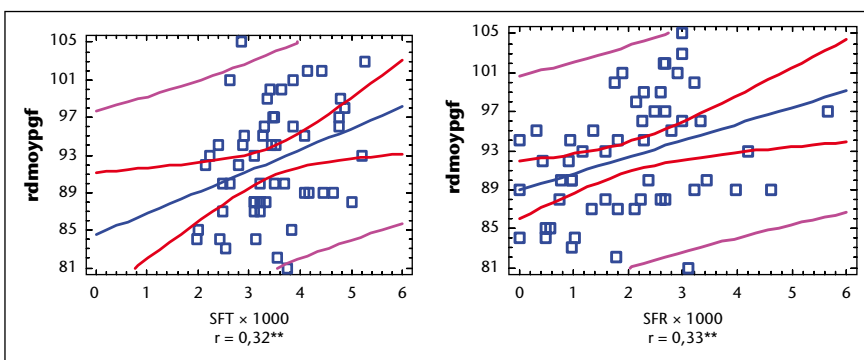 rdmoypgf
105
101
97
93
89
85
81
0 1 2 3 4 5 6
SFT × 1000
r = 0,32**
rdmoypgf
105
101
97
93
89
85
81
0 1 2 3 4 5 6
SFR × 1000
r = 0,33**